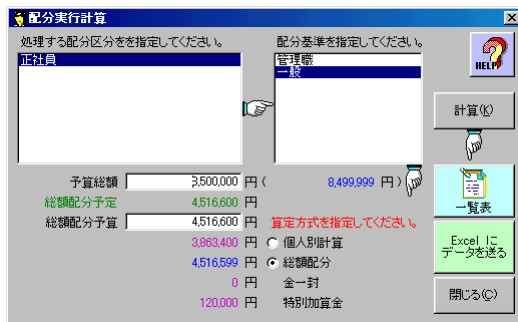 配分実行計算
処理する配分区分をを指定してください。
配分基準を指定してください。
正社員
管理職
一般
HELP
計算(K)
予算総額 3,500,000 円 ( 8,499,999 円 )
総額配分予定 4,516,600 円
総額配分予算 4,516,600 円 算定方式を指定してください。
3,863,400 円 個人別計算
4,516,599 円 総額配分
0 円 金一封
120,000 円 特別加算金
一覧表
Excel に
データを送る
閉じる(C)